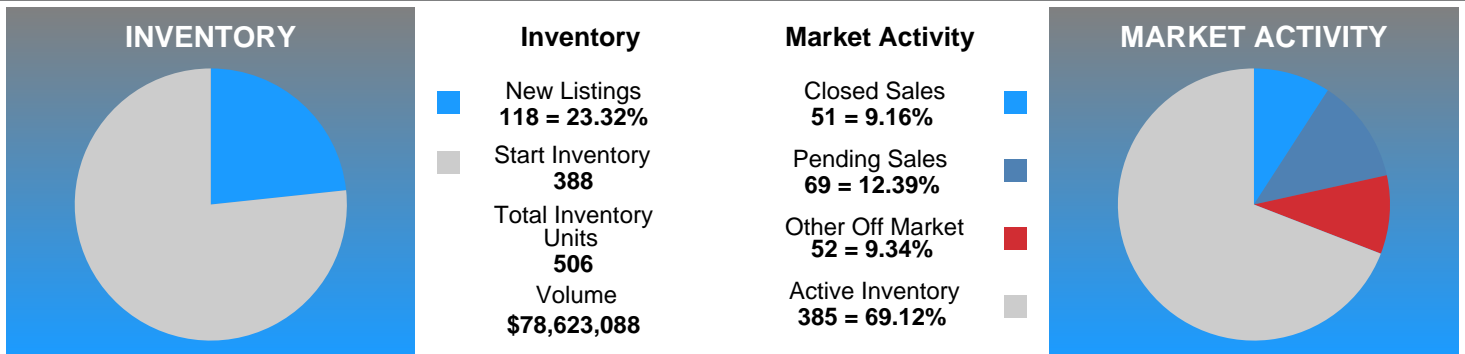 INVENTORY
Inventory
New Listings
118 = 23.32%
Start Inventory
388
Total Inventory
Units
506
Volume
$78,623,088
Market Activity
Closed Sales
51 = 9.16%
Pending Sales
69 = 12.39%
Other Off Market
52 = 9.34%
Active Inventory
385 = 69.12%
MARKET ACTIVITY